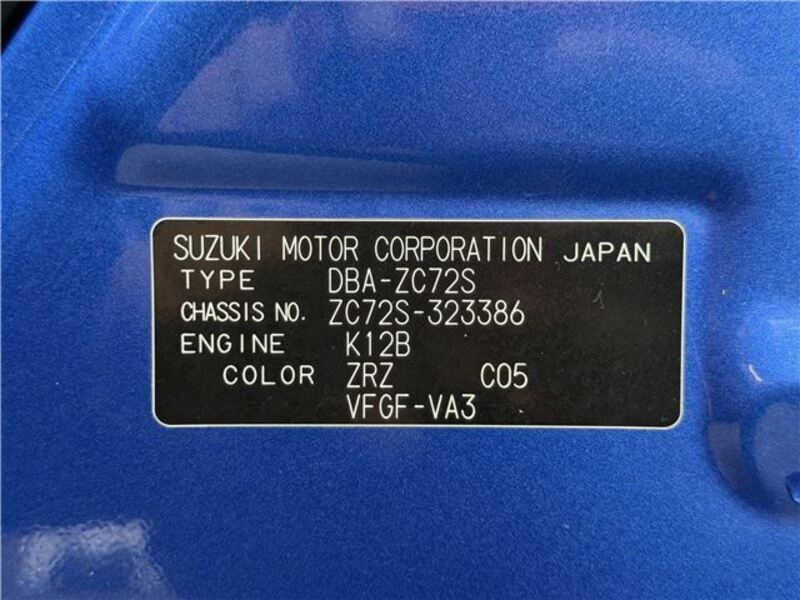 SUZUKI MOTOR CORPORATION JAPAN
TYPE DBA-ZC72S
CHASSIS NO. ZC72S-323386
ENGINE K12B
COLOR ZRZ C05
VFGF-VA3